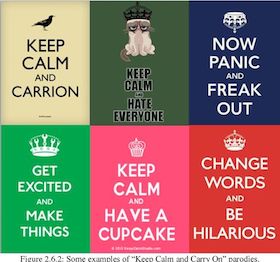 KEEP
CALM
AND
CARRION
KEEP
CALM
AND
HATE
EVERYONE
NOW
PANIC
AND
FREAK
OUT
GET
EXCITED
AND
MAKE
THINGS
KEEP
CALM
AND
HAVE A
CUPCAKE
© 2012 KeepCalmStudio.com
CHANGE
WORDS
AND
BE
HILARIOUS
Figure 2.6.2: Some examples of “Keep Calm and Carry On” parodies.